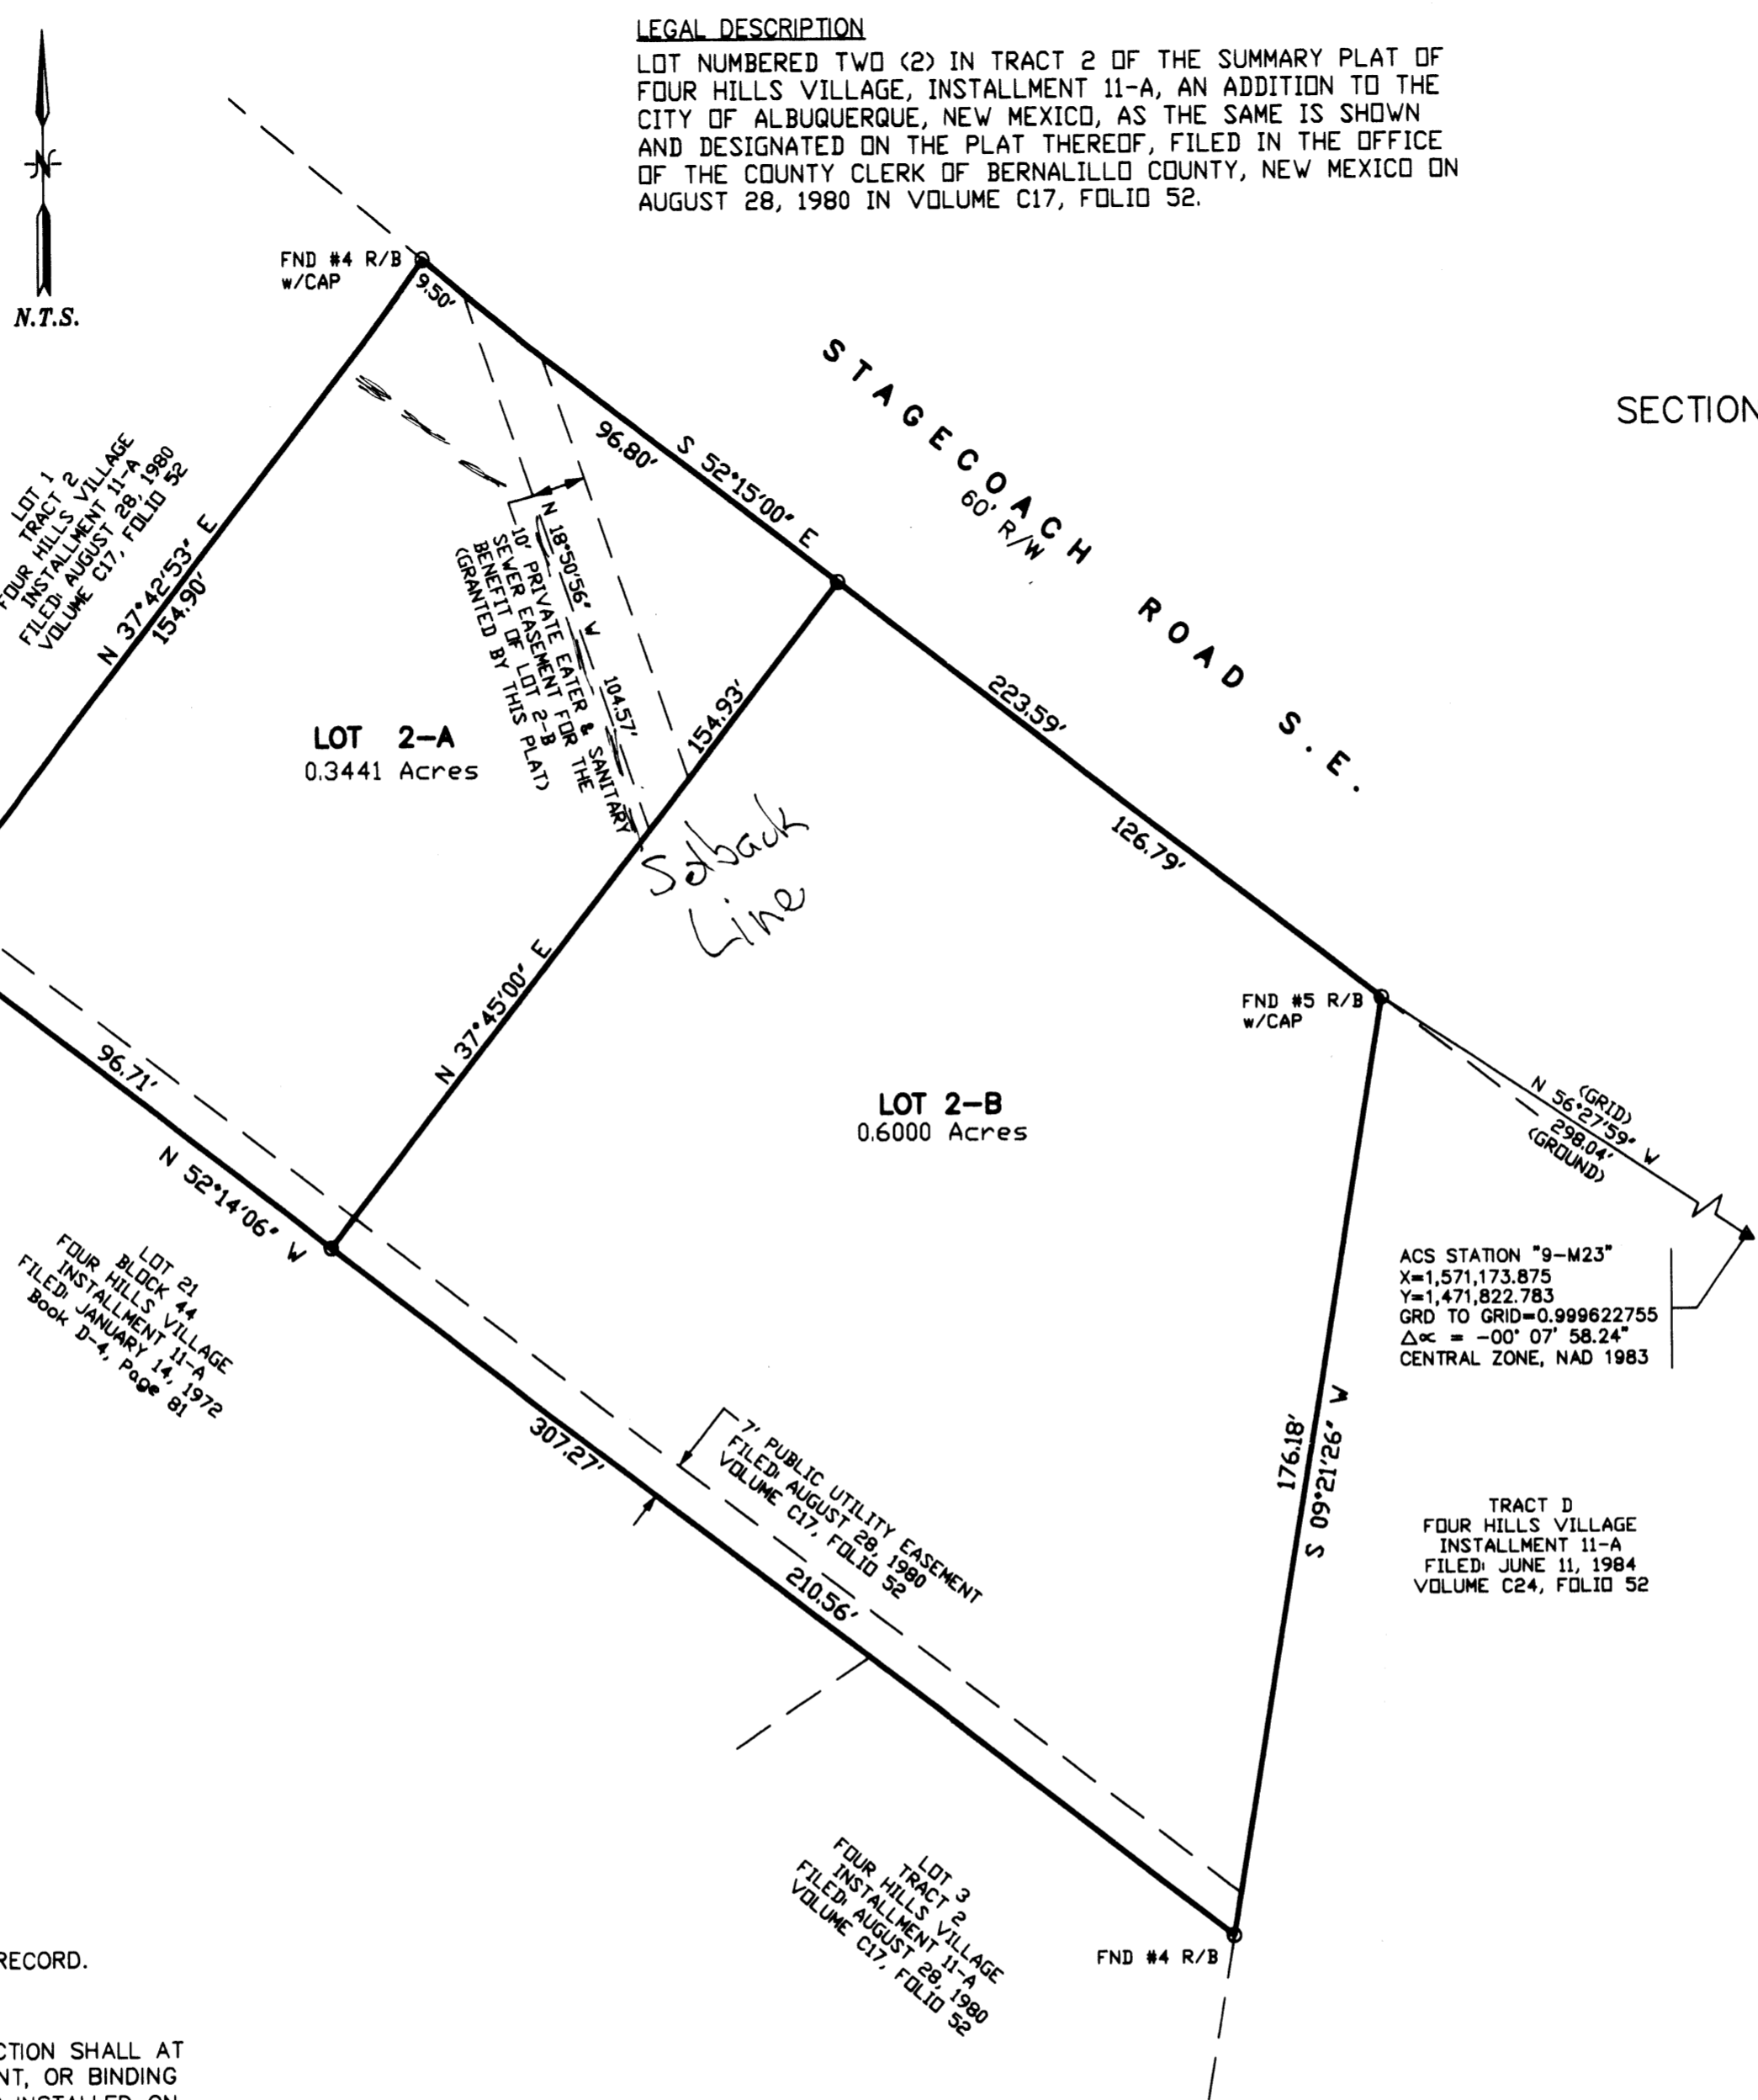 LEGAL DESCRIPTION
LOT NUMBERED TWO (2) IN TRACT 2 OF THE SUMMARY PLAT OF
FOUR HILLS VILLAGE, INSTALLMENT 11-A, AN ADDITION TO THE
CITY OF ALBUQUERQUE, NEW MEXICO, AS THE SAME IS SHOWN
AND DESIGNATED ON THE PLAT THEREOF, FILED IN THE OFFICE
OF THE COUNTY CLERK OF BERNALILLO COUNTY, NEW MEXICO ON
AUGUST 28, 1980 IN VOLUME C17, FOLIO 52.
N
N.T.S.
FND #4 R/B
w/CAP
9.50'
STAGECOACH ROAD S.E.
60' R/W
SECTION
96.80'
S 52°15'00" E
LOT 1
TRACT 2
FOUR HILLS VILLAGE
INSTALLMENT 11-A
FILED: AUGUST 28, 1980
VOLUME C17, FOLIO 52
N 37°42'53" E
154.90'
N 18°50'56" W 104.57'
10' PRIVATE EATER & SANITARY
SEWER EASEMENT FOR THE
BENEFIT OF LOT 2-B
(GRANTED BY THIS PLAT)
154.93'
223.59'
LOT 2-A
0.3441 Acres
126.79'
Setback
Line
N 37°45'00" E
FND #5 R/B
w/CAP
96.71'
LOT 2-B
0.6000 Acres
(GRID)
N 56°27'59" W
298.04'
(GROUND)
N 52°14'06" W
ACS STATION "9-M23"
X=1,571,173.875
Y=1,471,822.783
GRD TO GRID=0.999622755
Δ∝ = -00° 07' 58.24"
CENTRAL ZONE, NAD 1983
LOT 21
BLOCK 44
FOUR HILLS VILLAGE
INSTALLMENT 11-A
FILED: JANUARY 14, 1972
Book D-4, Page 81
307.27'
7' PUBLIC UTILITY EASEMENT
FILED: AUGUST 28, 1980
VOLUME C17, FOLIO 52
176.18'
S 09°21'26" W
210.56'
TRACT D
FOUR HILLS VILLAGE
INSTALLMENT 11-A
FILED: JUNE 11, 1984
VOLUME C24, FOLIO 52
LOT 3
TRACT 2
FOUR HILLS VILLAGE
INSTALLMENT 11-A
FILED: AUGUST 28, 1980
VOLUME C17, FOLIO 52
FND #4 R/B
RECORD.
CTION SHALL AT
NT, OR BINDING
INSTALLED ON